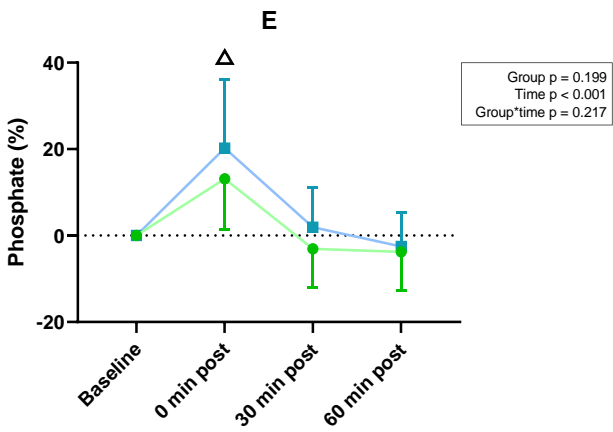 E
Phosphate (%)
40
20
0
-20
Baseline
0 min post
30 min post
60 min post
Group p = 0.199
Time p < 0.001
Group*time p = 0.217